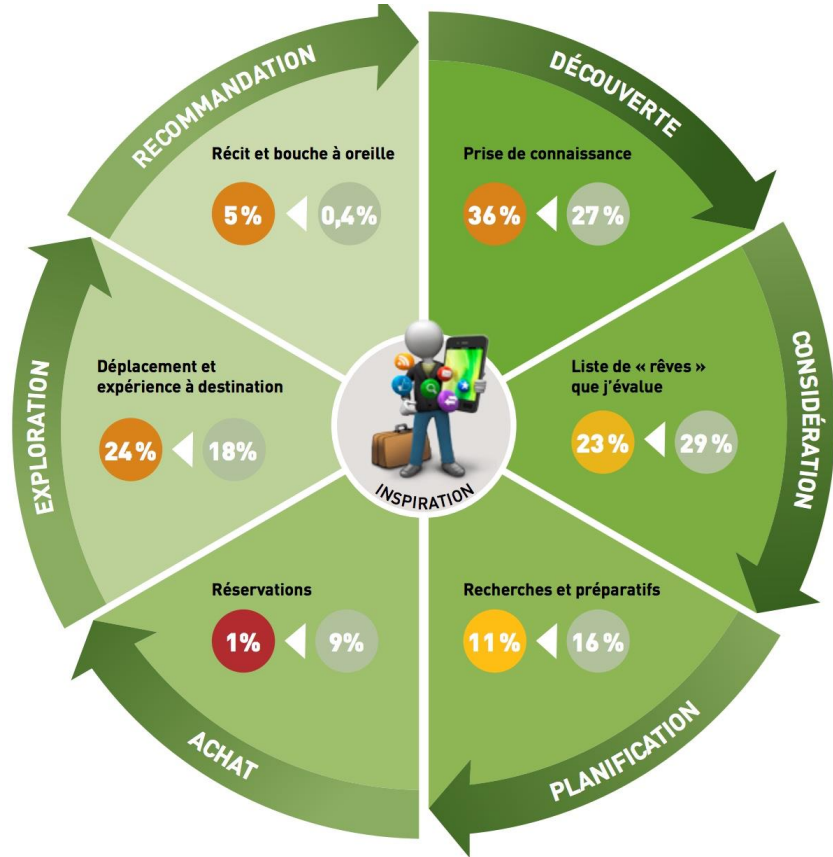 DÉCOUVERTE
Prise de connaissance
36 % 27 %
CONSIDÉRATION
Liste de « rêves »
que j’évalue
23 % 29 %
PLANIFICATION
Recherches et préparatifs
11 % 16 %
ACHAT
Réservations
1% 9%
EXPLORATION
Déplacement et
expérience à destination
24 % 18%
RECOMMANDATION
Récit et bouche à oreille
5 % 0,4%
INSPIRATION